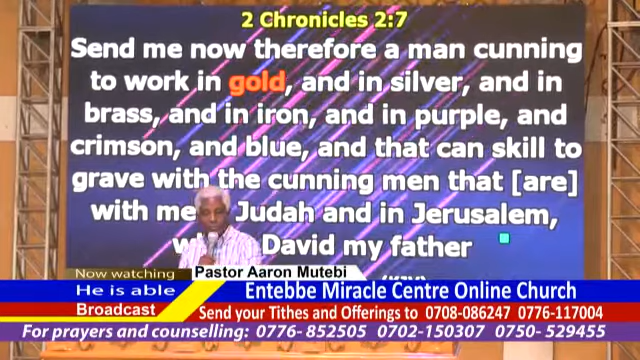 2 Chronicles 2:7
Send me now therefore a man cunning
to work in gold, and in silver, and in
brass, and in iron, and in purple, and
crimson, and blue, and that can skill to
grave with the cunning men that [are]
with me Judah and in Jerusalem,
David my father
Now watching
Pastor Aaron Mutebi
He is able
Entebbe Miracle Centre Online Church
Broadcast
Send your Tithes and Offerings to 0708-086247 0776-117004
For prayers and counselling: 0776- 852505 0702-150307 0750- 529455